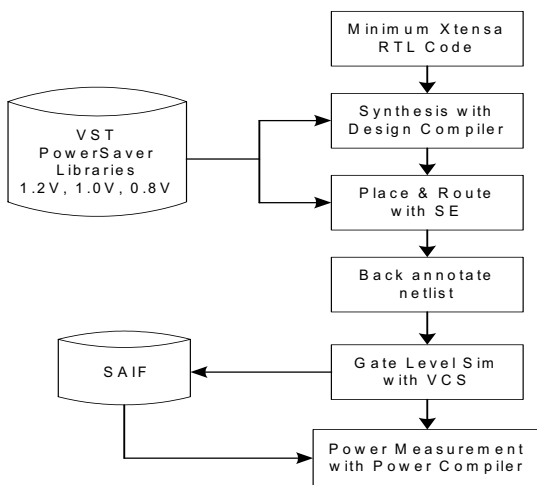 Minimum Xtensa
RTL Code
VST
PowerSaver
Libraries
1.2V, 1.0V, 0.8V
Synthesis with
Design Compiler
Place & Route
with SE
Back annotate
netlist
SAIF
Gate Level Sim
with VCS
Power Measurement
with Power Compiler